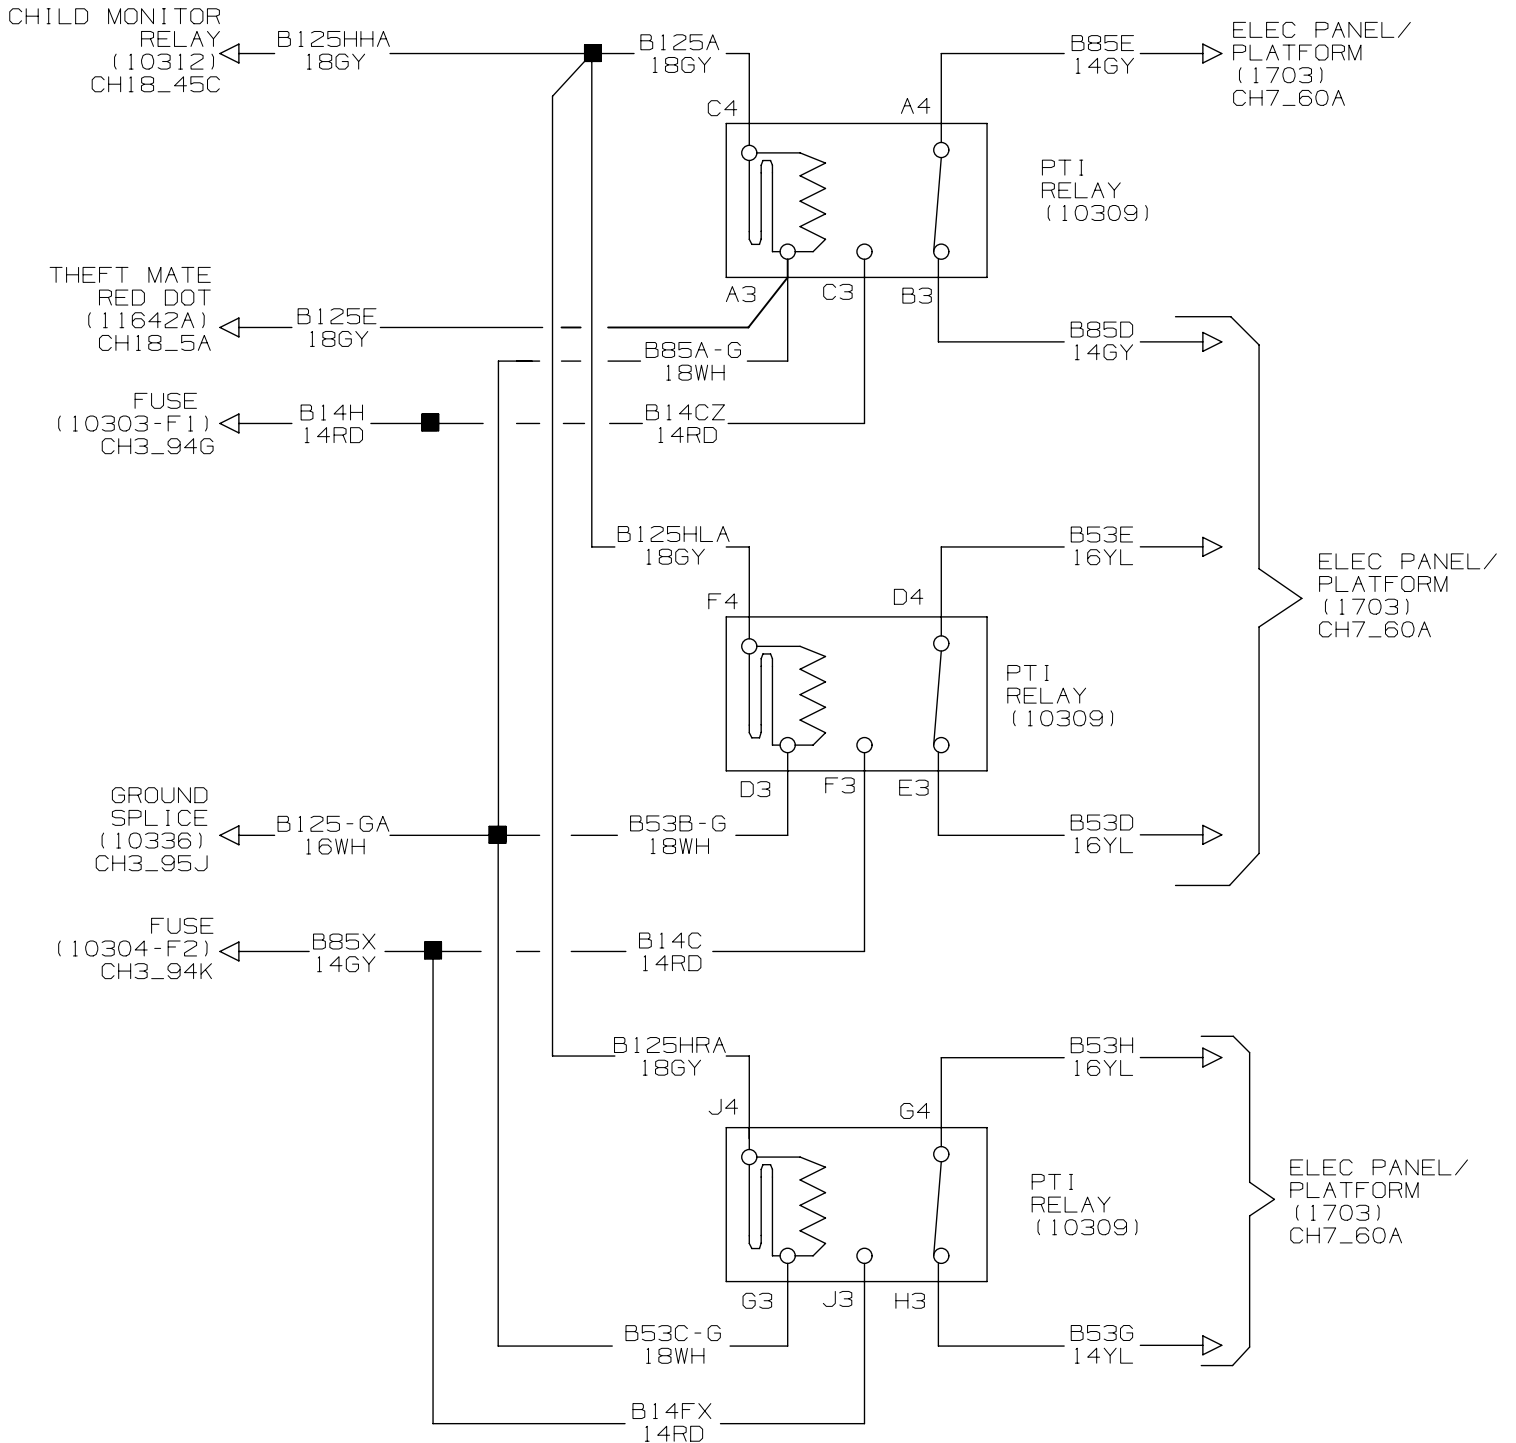 CHILD MONITOR
RELAY
(10312)
CH18_45C
B125HHA
18GY
B125A
18GY
B85E
14GY
ELEC PANEL/
PLATFORM
(1703)
CH7_60A
C4
A4
PTI
RELAY
(10309)
A3
C3
B3
THEFT MATE
RED DOT
(11642A)
CH18_5A
B125E
18GY
B85A-G
18WH
B85D
14GY
FUSE
(10303-F1)
CH3_94G
B14H
14RD
B14CZ
14RD
B125HLA
18GY
B53E
16YL
ELEC PANEL/
PLATFORM
(1703)
CH7_60A
F4
D4
PTI
RELAY
(10309)
D3
F3
E3
GROUND
SPLICE
(10336)
CH3_95J
B125-GA
16WH
B53B-G
18WH
B53D
16YL
FUSE
(10304-F2)
CH3_94K
B85X
14GY
B14C
14RD
B125HRA
18GY
B53H
16YL
J4
G4
PTI
RELAY
(10309)
ELEC PANEL/
PLATFORM
(1703)
CH7_60A
G3
J3
H3
B53C-G
18WH
B53G
14YL
B14FX
14RD